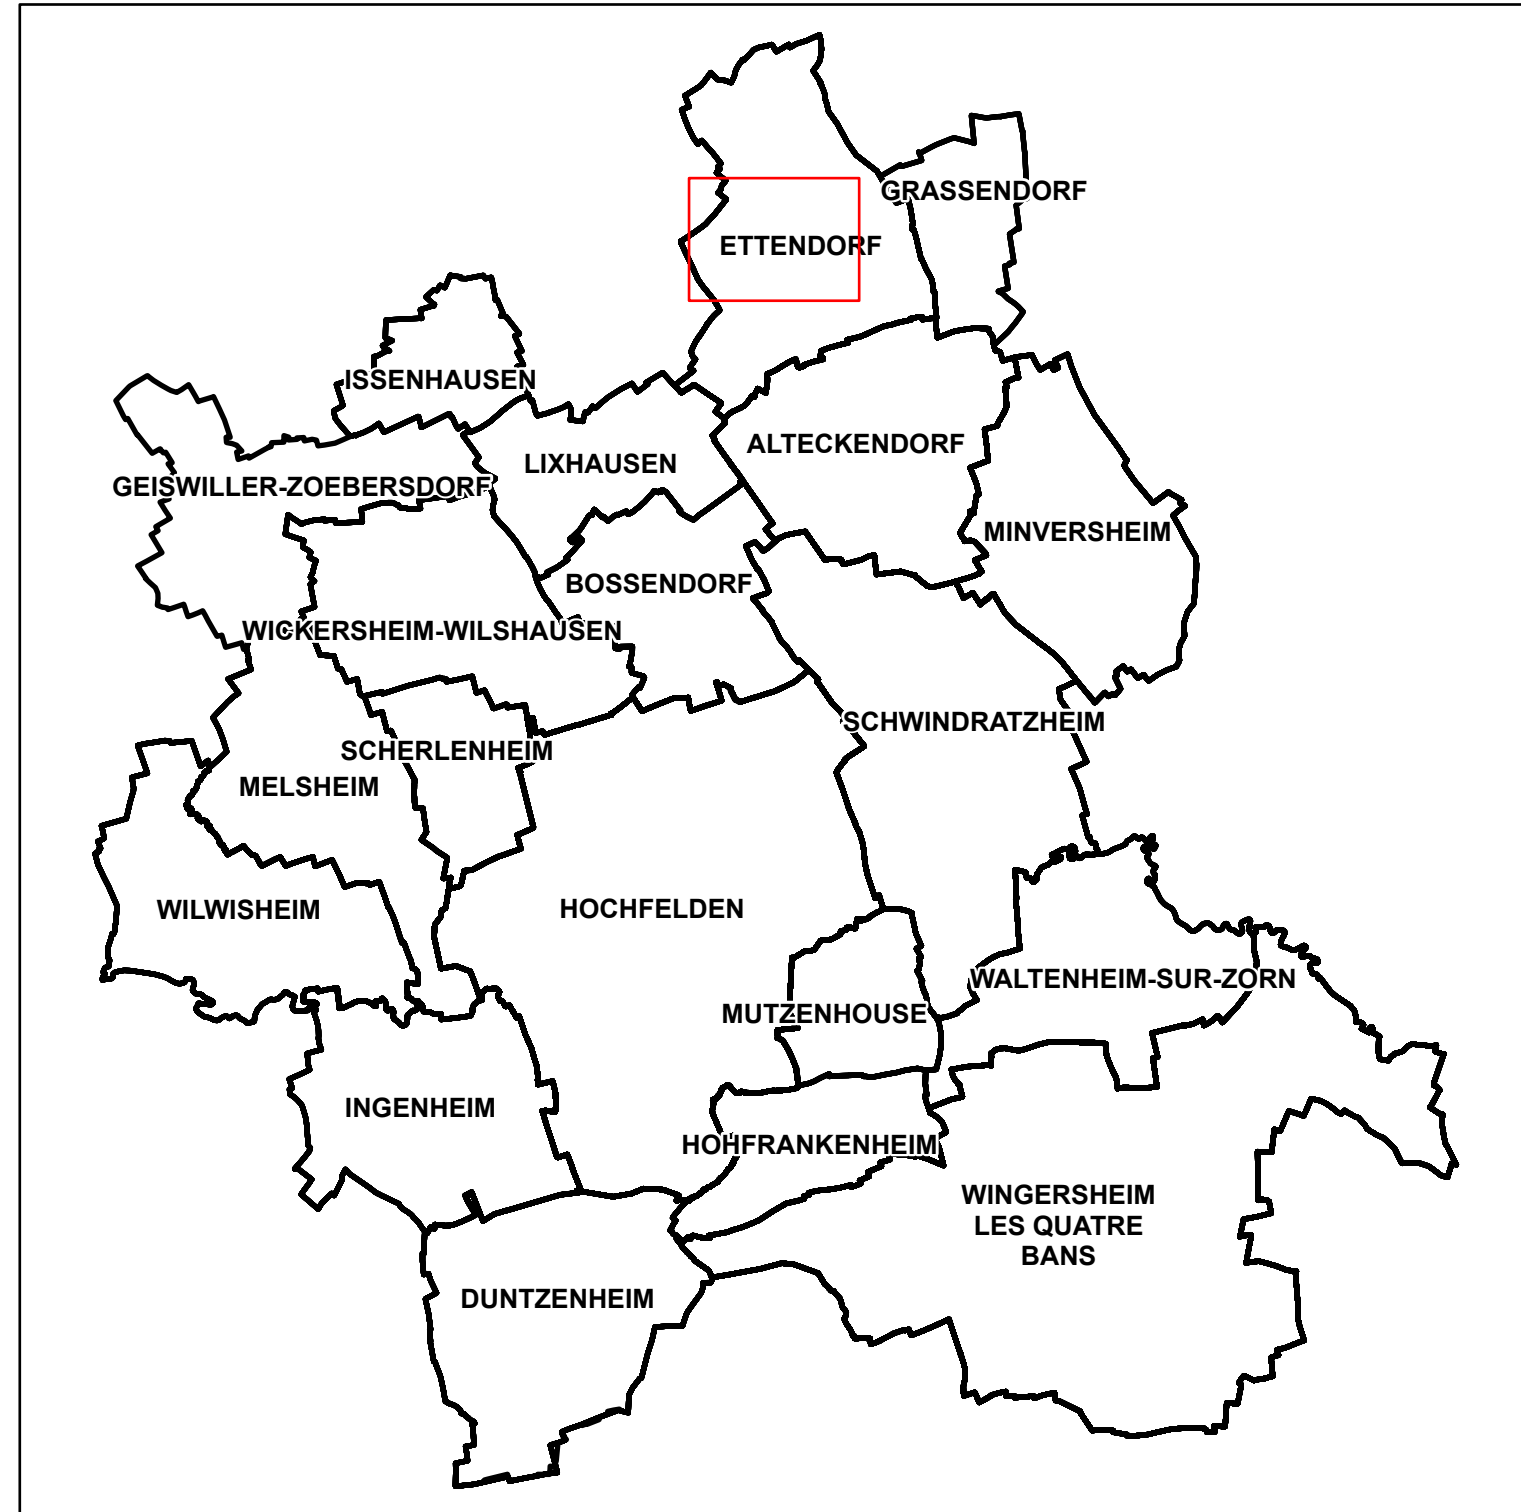 GRASSENDORF
ETTENDORF
ISSENHAUSEN
ALTECKENDORF
LIXHAUSEN
GEISWILLER-ZOEBERSDORF
MINVERSHEIM
BOSSENDORF
WICKERSHEIM-WILSHAUSEN
SCHWINDRATZHEIM
SCHERLENHEIM
MELSHEIM
HOCHFELDEN
WILWISHEIM
WALTENHEIM-SUR-ZORN
MUTZENHOUSE
INGENHEIM
HOHFRANKENHEIM
WINGERSHEIM
LES QUATRE
BANS
DUNTZENHEIM